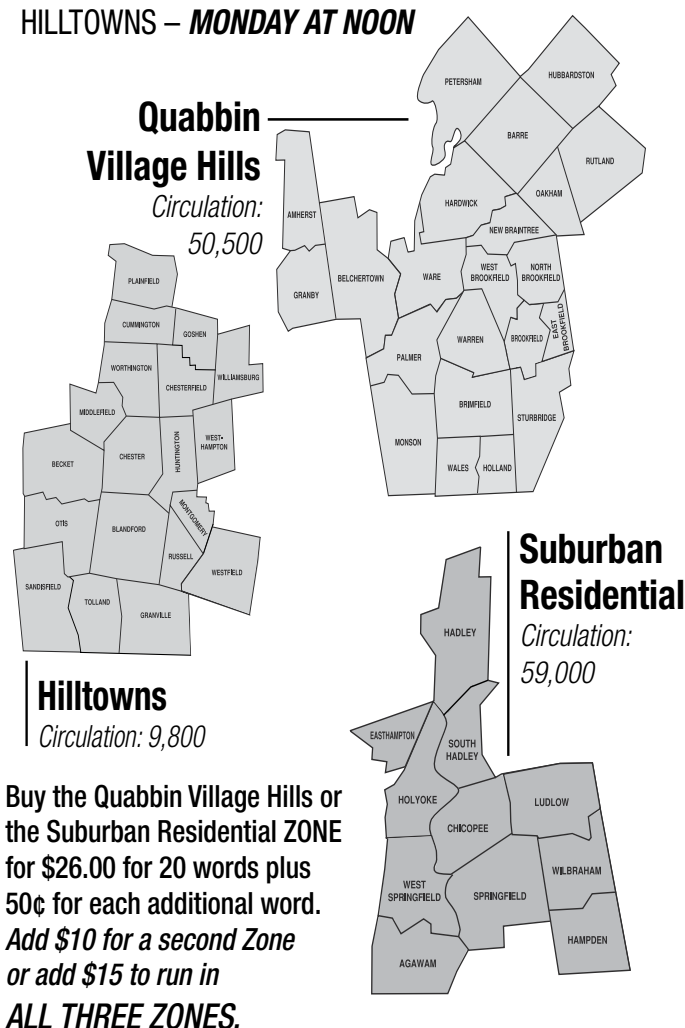 HILLTOWNS – MONDAY AT NOON
Quabbin
Village Hills
Circulation:
50,500
PETERSHAM
HUBBARDSTON
BARRE
RUTLAND
OAKHAM
HARDWICK
NEW BRAINTREE
AMHERST
BELCHERTOWN
GRANBY
WARE
WEST
BROOKFIELD
NORTH
BROOKFIELD
EAST
BROOKFIELD
BROOKFIELD
WARREN
PALMER
BRIMFIELD
STURBRIDGE
MONSON
WALES
HOLLAND
PLAINFIELD
CUMMINGTON
GOSHEN
WORTHINGTON
CHESTERFIELD
WILLIAMSBURG
MIDDLEFIELD
WEST-
HAMPTON
HUNTINGTON
CHESTER
BECKET
MONTGOMERY
OTIS
BLANDFORD
RUSSELL
WESTFIELD
SANDISFIELD
TOLLAND
GRANVILLE
Hilltowns
Circulation: 9,800
Suburban
Residential
Circulation:
59,000
HADLEY
EASTHAMPTON
SOUTH
HADLEY
HOLYOKE
LUDLOW
CHICOPEE
WILBRAHAM
WEST
SPRINGFIELD
SPRINGFIELD
HAMPDEN
AGAWAM
Buy the Quabbin Village Hills or
the Suburban Residential ZONE
for $26.00 for 20 words plus
50¢ for each additional word.
Add $10 for a second Zone
or add $15 to run in
ALL THREE ZONES.